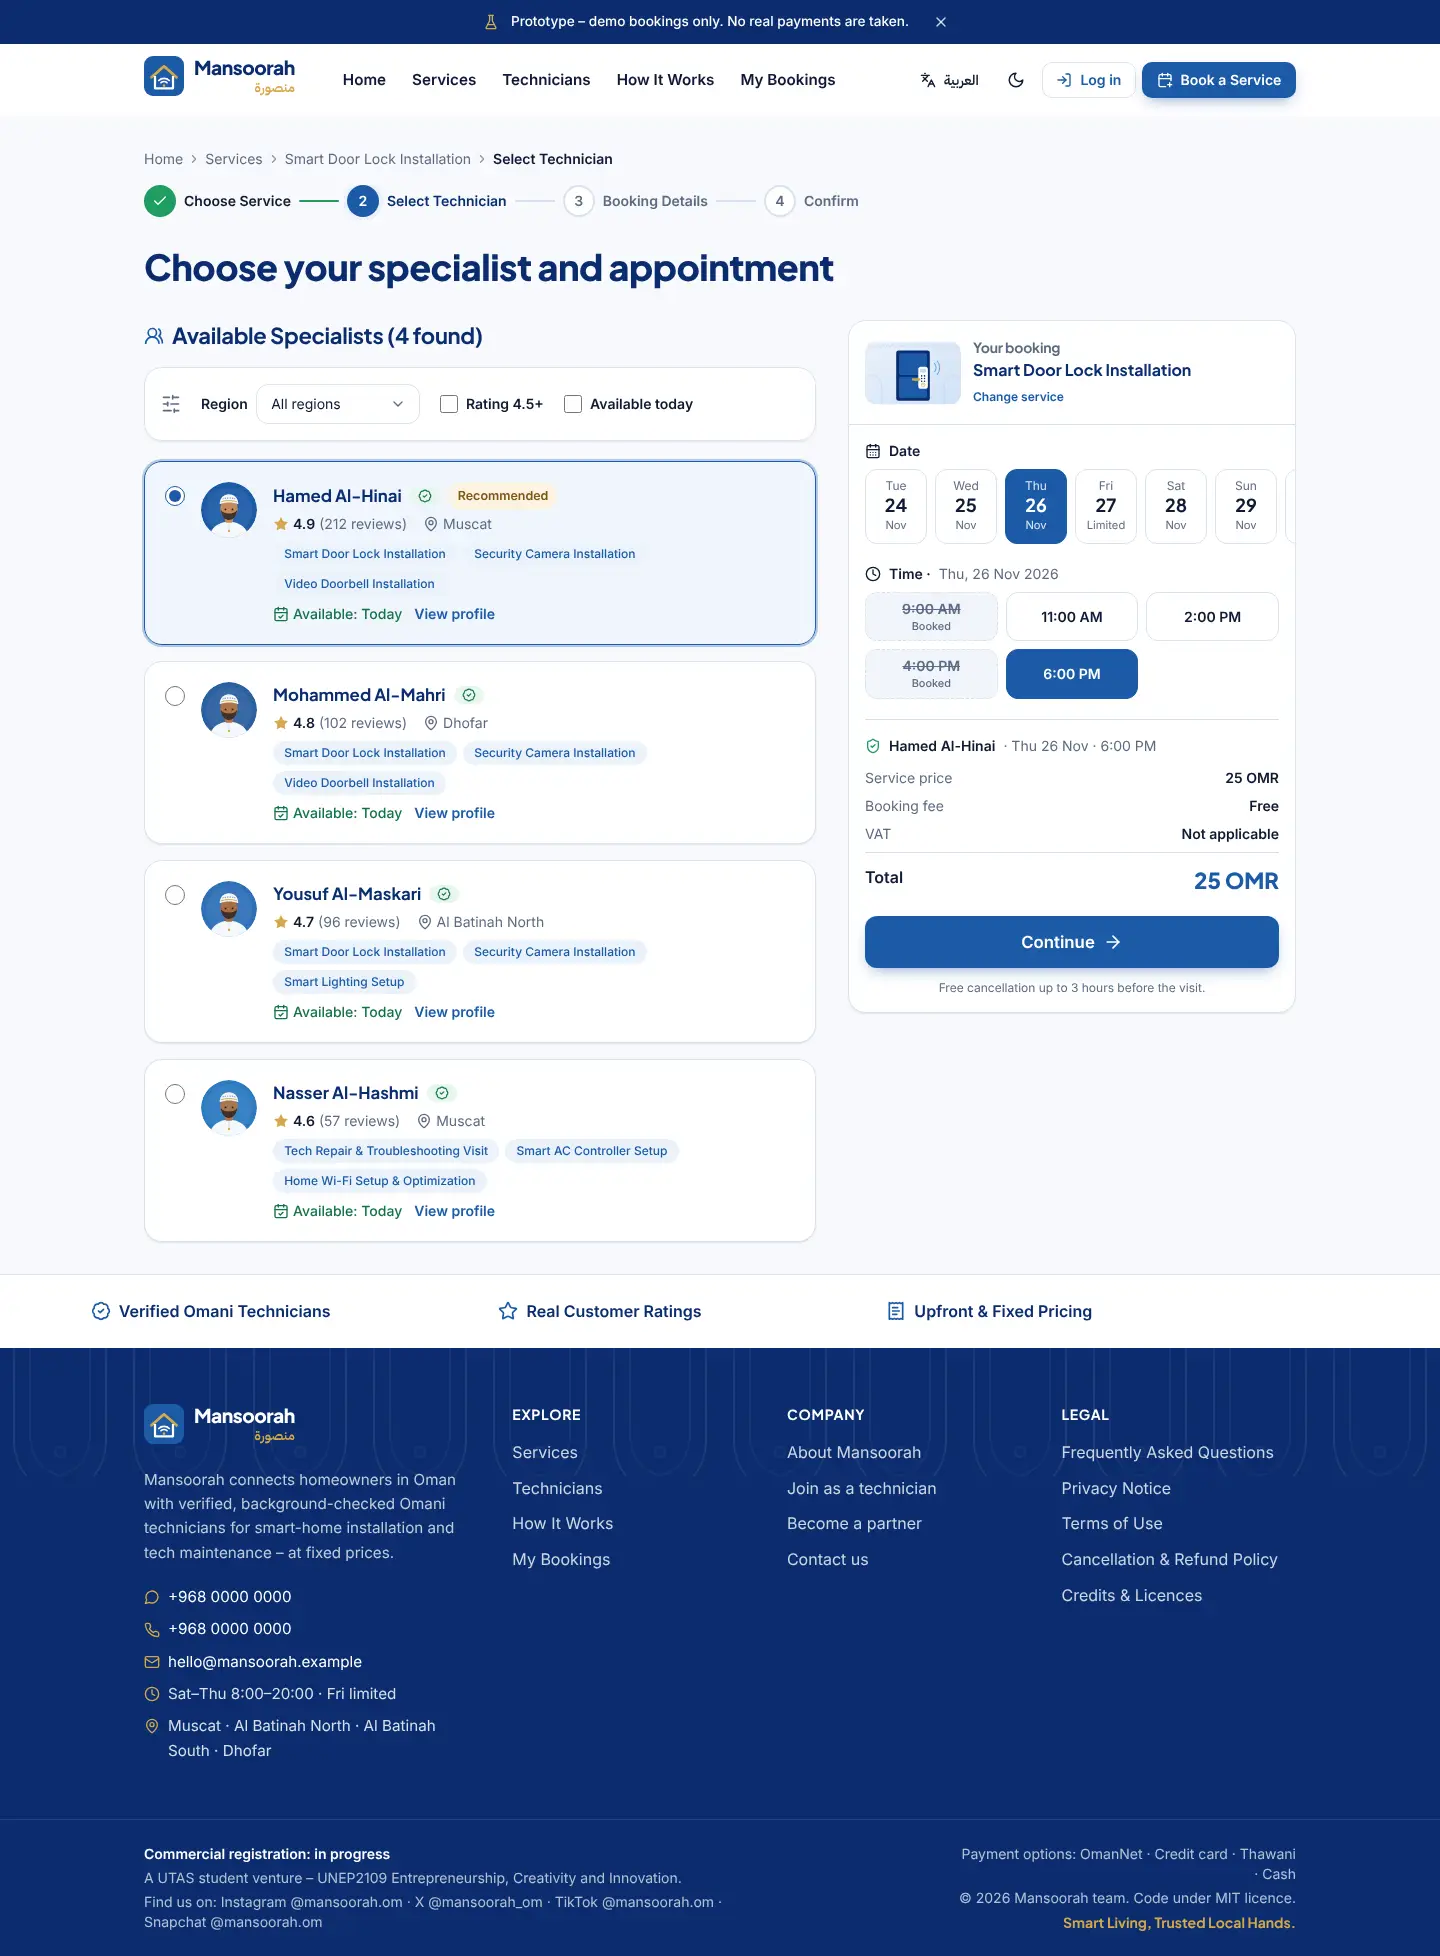 Prototype – demo bookings only. No real payments are taken.
Mansoorah
منصورة
Home
Services
Technicians
How It Works
My Bookings
العربية
Log in
Book a Service
Home > Services > Smart Door Lock Installation > Select Technician
Choose Service
2 Select Technician
3 Booking Details
4 Confirm
Choose your specialist and appointment
Available Specialists (4 found)
Region
All regions
Rating 4.5+
Available today
Hamed Al-Hinai
Recommended
4.9 (212 reviews)
Muscat
Smart Door Lock Installation
Security Camera Installation
Video Doorbell Installation
Available: Today
View profile
Mohammed Al-Mahri
4.8 (102 reviews)
Dhofar
Smart Door Lock Installation
Security Camera Installation
Video Doorbell Installation
Available: Today
View profile
Yousuf Al-Maskari
4.7 (96 reviews)
Al Batinah North
Smart Door Lock Installation
Security Camera Installation
Smart Lighting Setup
Available: Today
View profile
Nasser Al-Hashmi
4.6 (57 reviews)
Muscat
Tech Repair & Troubleshooting Visit
Smart AC Controller Setup
Home Wi-Fi Setup & Optimization
Available: Today
View profile
Your booking
Smart Door Lock Installation
Change service
Date
Tue
24
Nov
Wed
25
Nov
Thu
26
Nov
Fri
27
Limited
Sat
28
Nov
Sun
29
Nov
Time · Thu, 26 Nov 2026
9:00 AM
Booked
11:00 AM
2:00 PM
4:00 PM
Booked
6:00 PM
Hamed Al-Hinai · Thu 26 Nov · 6:00 PM
Service price 25 OMR
Booking fee Free
VAT Not applicable
Total 25 OMR
Continue
Free cancellation up to 3 hours before the visit.
Verified Omani Technicians
Real Customer Ratings
Upfront & Fixed Pricing
Mansoorah
منصورة
Mansoorah connects homeowners in Oman
with verified, background-checked Omani
technicians for smart-home installation and
tech maintenance – at fixed prices.
+968 0000 0000
+968 0000 0000
hello@mansoorah.example
Sat–Thu 8:00–20:00 · Fri limited
Muscat · Al Batinah North · Al Batinah
South · Dhofar
EXPLORE
Services
Technicians
How It Works
My Bookings
COMPANY
About Mansoorah
Join as a technician
Become a partner
Contact us
LEGAL
Frequently Asked Questions
Privacy Notice
Terms of Use
Cancellation & Refund Policy
Credits & Licences
Commercial registration: in progress
A UTAS student venture – UNEP2109 Entrepreneurship, Creativity and Innovation.
Find us on: Instagram @mansoorah.om · X @mansoorah_om · TikTok @mansoorah.om ·
Snapchat @mansoorah.om
Payment options: OmanNet · Credit card · Thawani
· Cash
© 2026 Mansoorah team. Code under MIT licence.
Smart Living, Trusted Local Hands.